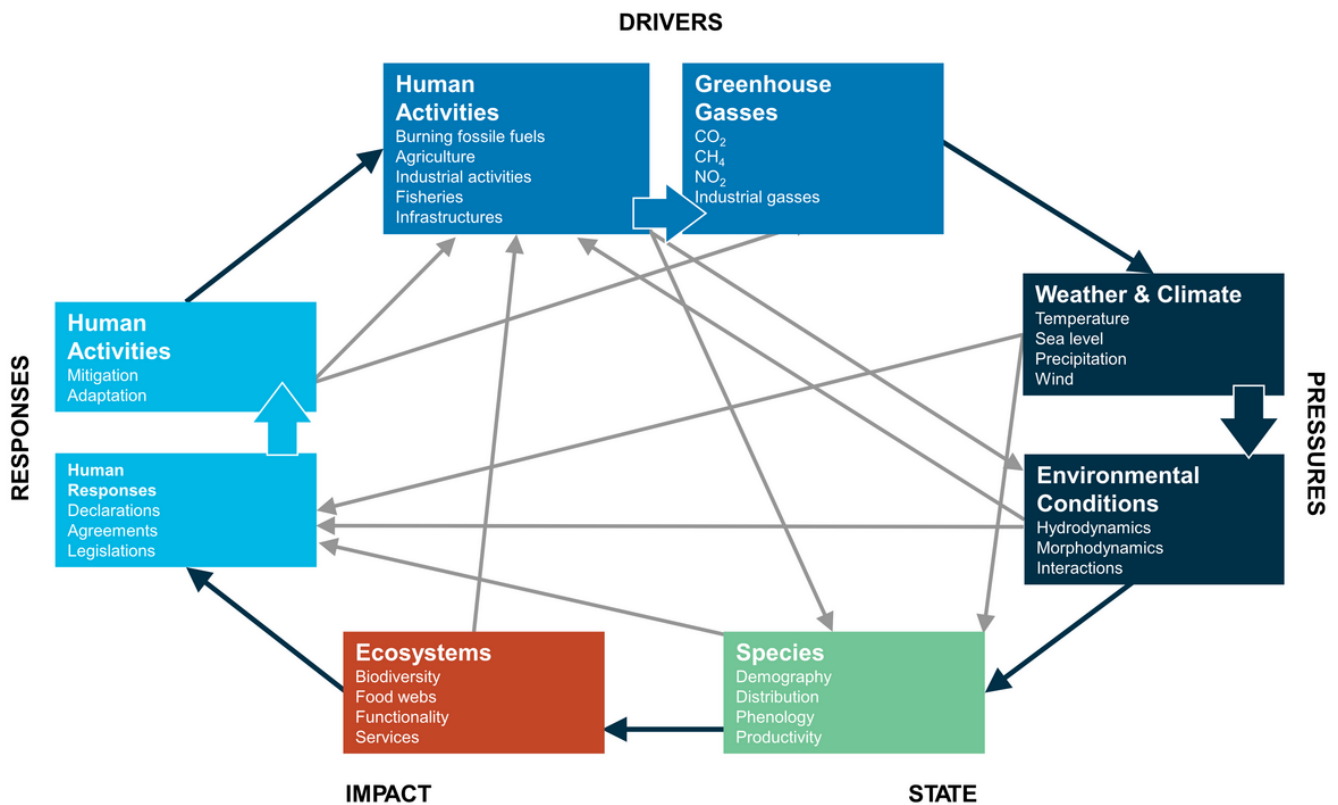 DRIVERS
Human
Activities
Burning fossile fuels
Agriculture
Industrial activities
Fisheries
Infrastructures
Greenhouse
Gasses
CO₂
CH₄
NO₂
Industrial gasses
Weather & Climate
Temperature
Sea level
Precipitation
Wind
PRESSURES
Environmental
Conditions
Hydrodynamics
Morphodynamics
Interactions
Species
Demography
Distribution
Phenology
Productivity
STATE
Ecosystems
Biodiversity
Food webs
Functionality
Services
IMPACT
Human
Responses
Declarations
Agreements
Legislations
RESPONSES
Human
Activities
Mitigation
Adaptation